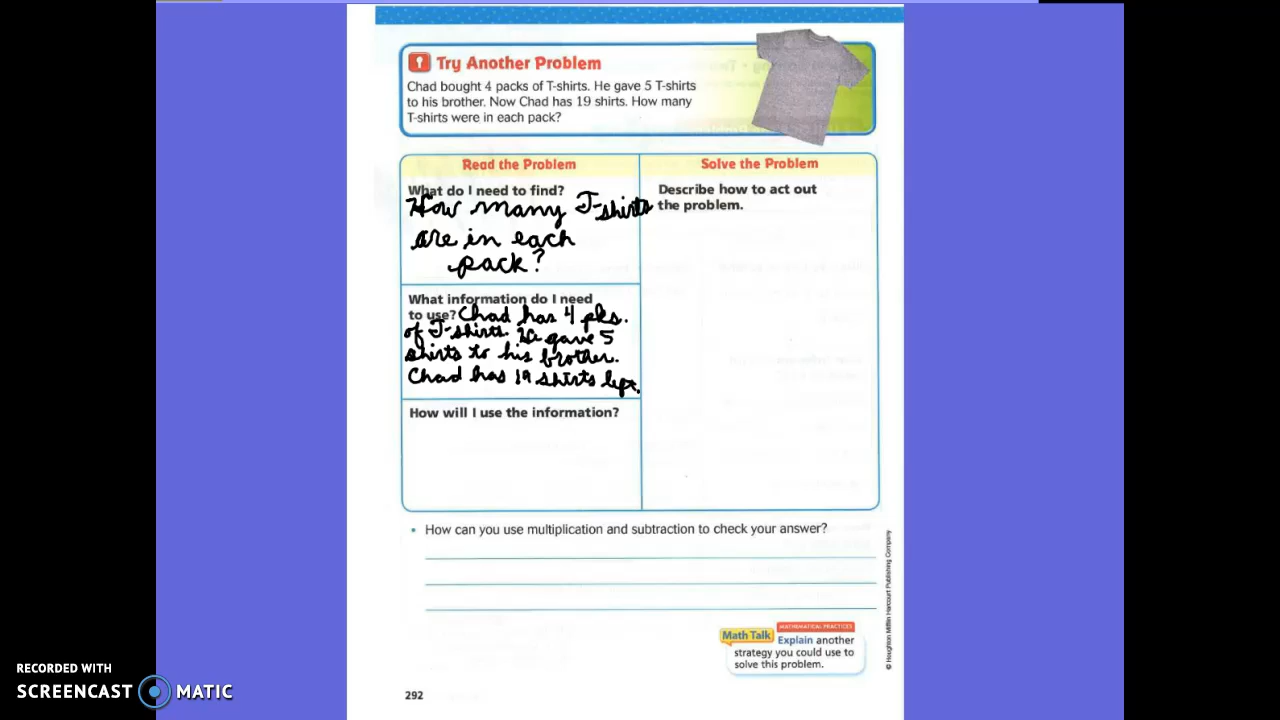 Try Another Problem
Chad bought 4 packs of T-shirts. He gave 5 T-shirts
to his brother. Now Chad has 19 shirts. How many
T-shirts were in each pack?
Read the Problem
What do I need to find?
How many T-shirts
are in each
pack?
What information do I need
to use? Chad has 4 pks.
of T-shirts. He gave 5
shirts to his brother.
Chad has 19 shirts left.
How will I use the information?
Solve the Problem
Describe how to act out
the problem.
• How can you use multiplication and subtraction to check your answer?
MATHEMATICAL PRACTICES
Math Talk Explain another
strategy you could use to
solve this problem.
© Houghton Mifflin Harcourt Publishing Company
292
RECORDED WITH
SCREENCAST MATIC